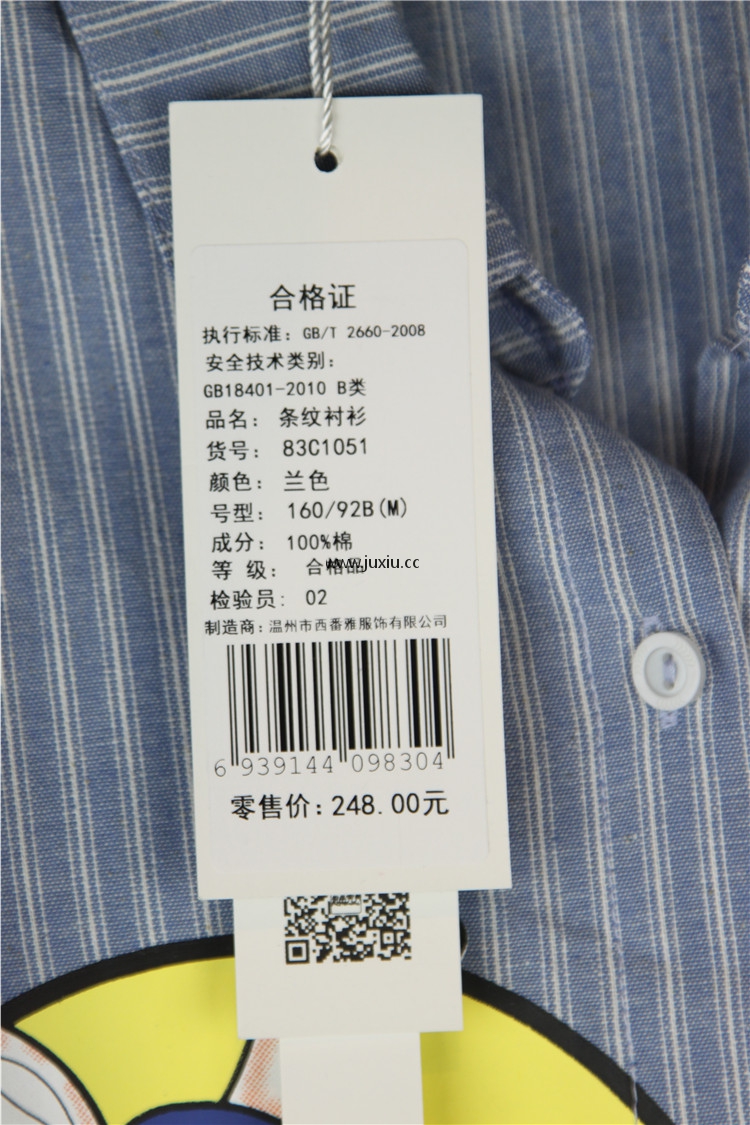 合格证
执行标准：GB/T 2660-2008
安全技术类别：
GB18401-2010 B类
品名：条纹衬衫
货号：83C1051
颜色：兰色
号型：160/92B(M)
成分：100%棉
等 级：合格品
www.juxiu.cc
检验员：02
制造商：温州市西番雅服饰有限公司
6 939144 098304
零售价：248.00元